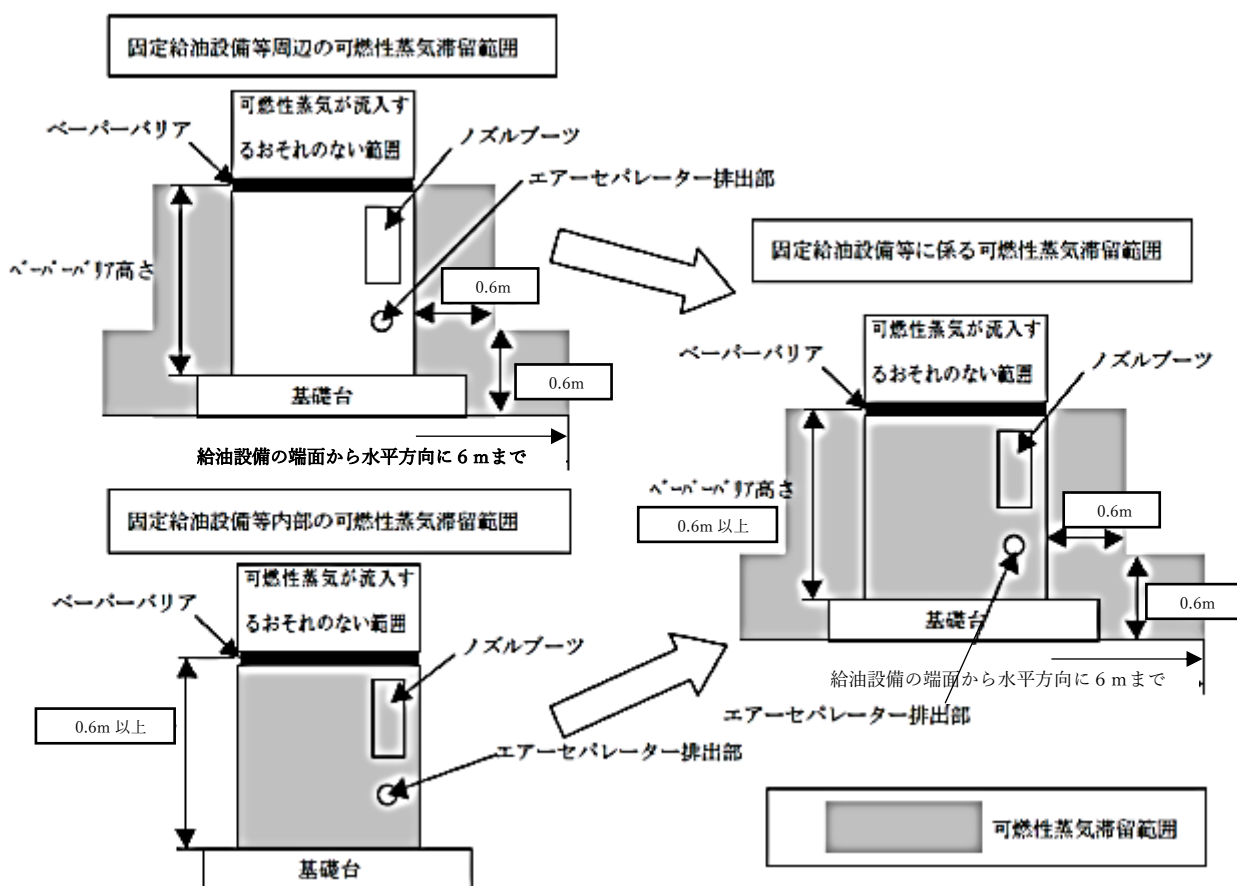 固定給油設備等周辺の可燃性蒸気滞留範囲
可燃性蒸気が流入す
るおそれのない範囲
ベーパーバリア
ノズルブーツ
エアーセパレーター排出部
ベーパーバリア高さ
0.6m
0.6m
基礎台
給油設備の端面から水平方向に6mまで
固定給油設備等内部の可燃性蒸気滞留範囲
可燃性蒸気が流入す
るおそれのない範囲
ベーパーバリア
ノズルブーツ
0.6m 以上
エアーセパレーター排出部
基礎台
固定給油設備等に係る可燃性蒸気滞留範囲
可燃性蒸気が流入す
るおそれのない範囲
ベーパーバリア
ノズルブーツ
ベーパーバリア高さ
0.6m 以上
0.6m
0.6m
基礎台
給油設備の端面から水平方向に6mまで
エアーセパレーター排出部
可燃性蒸気滞留範囲